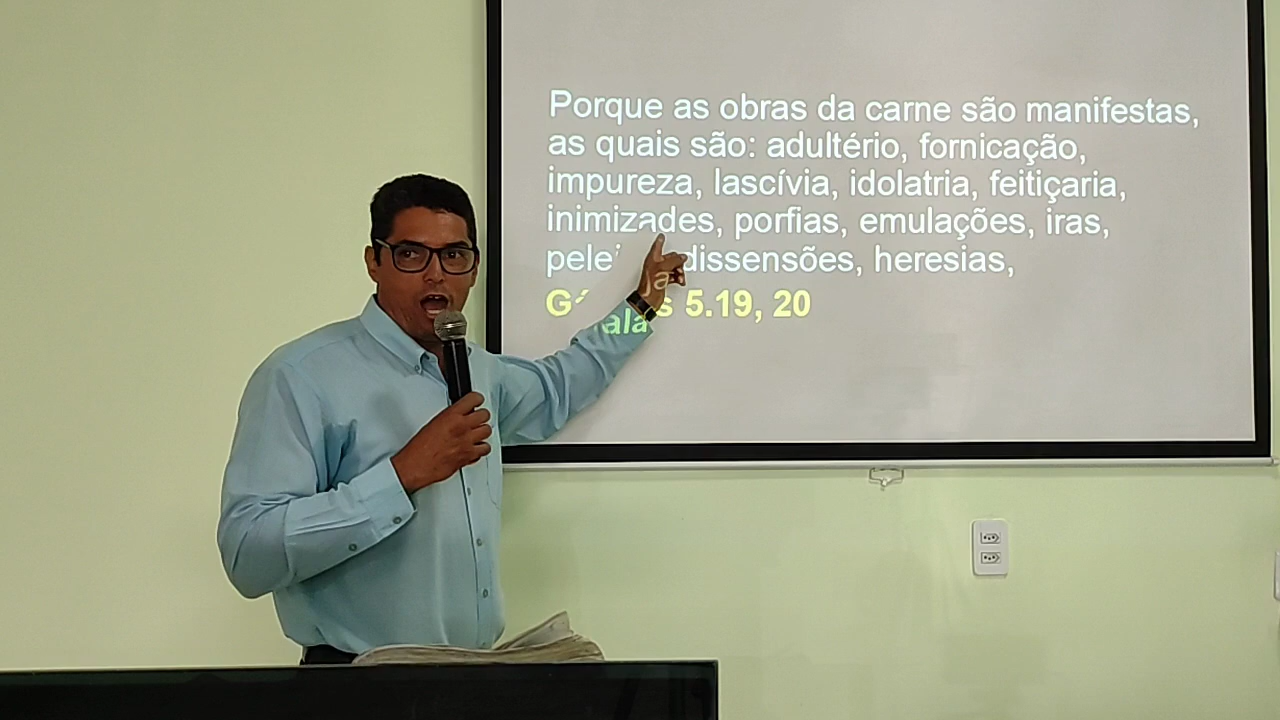 Porque as obras da carne são manifestas,
as quais são: adultério, fornicação,
impureza, lascívia, idolatria, feitiçaria,
inimizades, porfias, emulações, iras,
dissensões, heresias,
5.19, 20